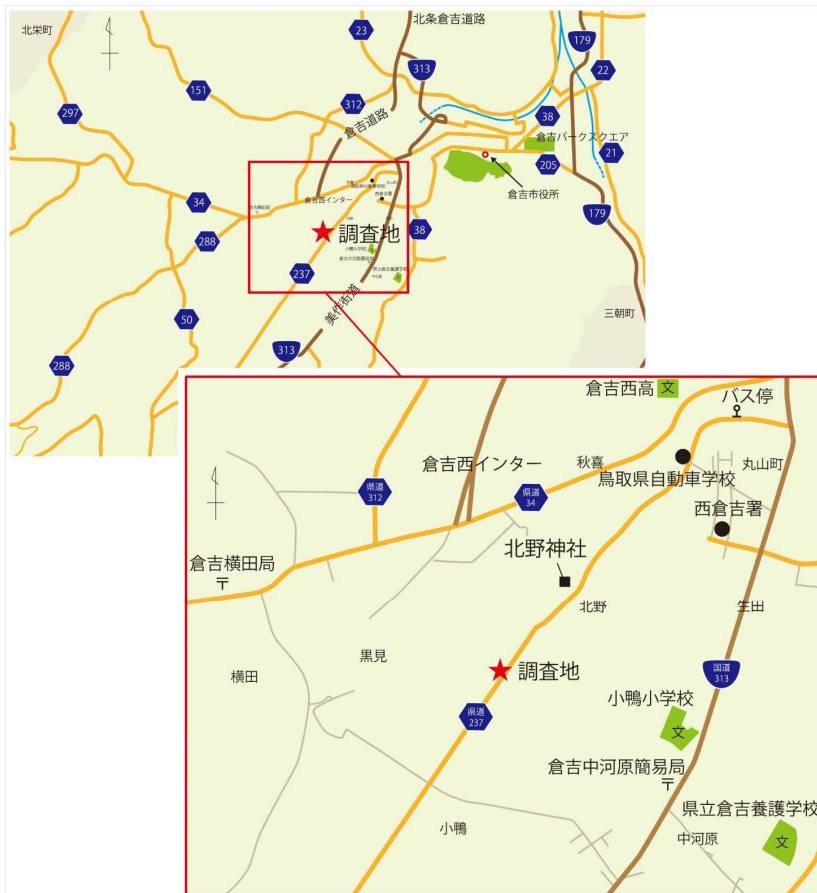 北条倉吉道路
北栄町
23
179
313
22
151
312
38
297
倉吉道路
倉吉パークスクエア
21
205
倉吉西インター
倉吉市役所
34
179
調査地
38
288
小鴨小学校
237
三朝町
50
美作街道
313
288
倉吉西高
文
バス停
倉吉西インター
秋喜
丸山町
県道
312
鳥取県自動車学校
県道
34
西倉吉署
倉吉横田局
〒
北野神社
北野
生田
黒見
横田
調査地
国道
313
小鴨小学校
県道
237
文
倉吉中河原簡易局
〒
県立倉吉養護学校
小鴨
中河原
文